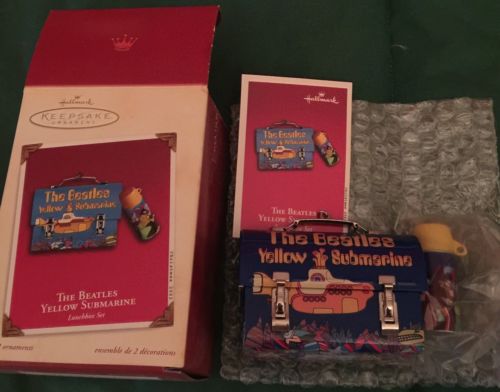 Hallmark
KEEPSAKE
ORNAMENT
The Beatles
Yellow Submarine
THE BEATLES
YELLOW SUBMARINE
Lunchbox Set
ornaments
ensemble de 2 décorations
Hallmark
The Beatles
Yellow Submarine
THE BEATLES
YELLOW SUBMARINE
The Beatles
Yellow Submarine